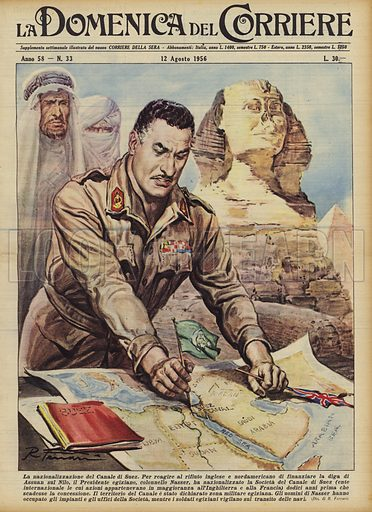 LA DOMENICA DEL CORRIERE
Supplemento settimanale illustrato del nuovo CORRIERE DELLA SERA - Abbonamenti: Italia, anno L. 1400, semestre L. 750 - Estero, anno L. 2350, semestre L. 1250
Anno 58 - N. 33
12 Agosto 1956
L. 30.—
ARABIAN
SEA
La nazionalizzazione del Canale di Suez. Per reagire al rifiuto inglese e nordamericano di finanziare la diga di
Assuan sul Nilo, il Presidente egiziano, colonnello Nasser, ha nazionalizzato la Società del Canale di Suez (ente
internazionale le cui azioni appartenevano in maggioranza all'Inghilterra e alla Francia) dodici anni prima che
scadesse la concessione. Il territorio del Canale è stato dichiarato zona militare egiziana. Gli uomini di Nasser hanno
occupato gli impianti e gli uffici della Società, mentre i soldati egiziani vigilano sul transito delle navi.